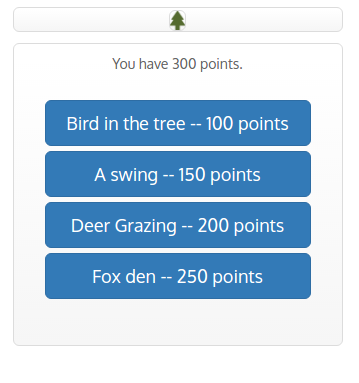 You have 300 points.
Bird in the tree -- 100 points
A swing -- 150 points
Deer Grazing -- 200 points
Fox den -- 250 points